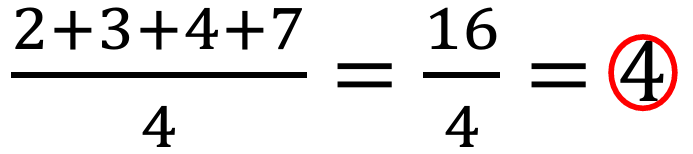 2+3+4+7 / 4 = 16 / 4 = 4